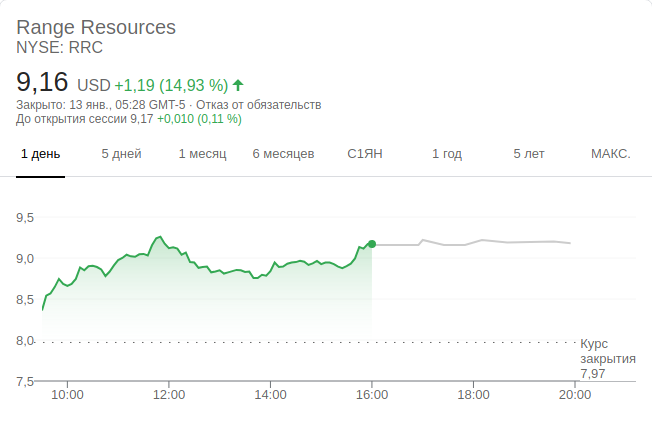 Range Resources
NYSE: RRC
9,16 USD +1,19 (14,93 %)
Закрыто: 13 янв., 05:28 GMT-5 · Отказ от обязательств
До открытия сессии 9,17 +0,010 (0,11 %)
1 день 5 дней 1 месяц 6 месяцев С1ЯН 1 год 5 лет МАКС.
9,5
9,0
8,5
8,0
Курс
закрытия
7,97
7,5
10:00 12:00 14:00 16:00 18:00 20:00